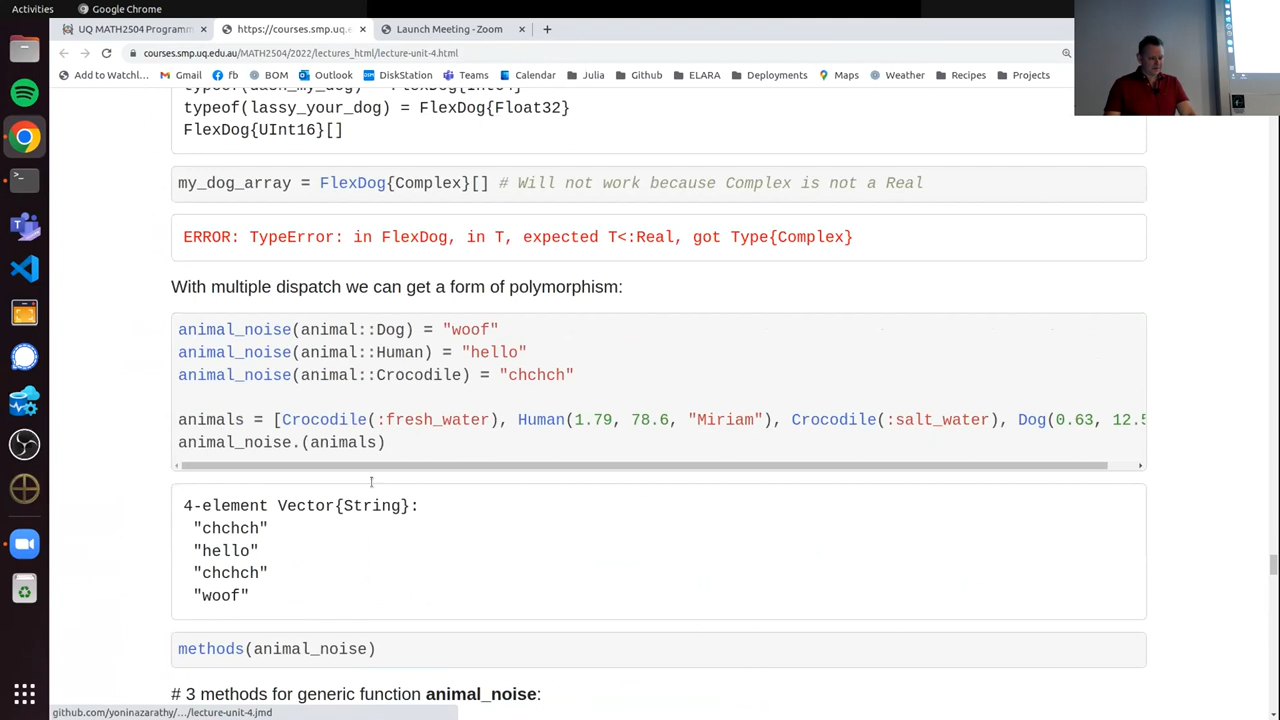 Activities
Google Chrome
UQ MATH2504 Programm
https://courses.smp.uq.e
Launch Meeting - Zoom
courses.smp.uq.edu.au/MATH2504/2022/lectures_html/lecture-unit-4.html
Add to Watchl... Gmail fb BOM Outlook DiskStation Teams Calendar Julia Github ELARA Deployments Maps Weather Recipes Projects
typeof(lassy_your_dog) = FlexDog{Float32}
FlexDog{UInt16}[]
my_dog_array = FlexDog{Complex}[] # Will not work because Complex is not a Real
ERROR: TypeError: in FlexDog, in T, expected T<:Real, got Type{Complex}
With multiple dispatch we can get a form of polymorphism:
animal_noise(animal::Dog) = "woof"
animal_noise(animal::Human) = "hello"
animal_noise(animal::Crocodile) = "chchch"
animals = [Crocodile(:fresh_water), Human(1.79, 78.6, "Miriam"), Crocodile(:salt_water), Dog(0.63, 12.5
animal_noise.(animals)
4-element Vector{String}:
"chchch"
"hello"
"chchch"
"woof"
methods(animal_noise)
# 3 methods for generic function animal_noise:
github.com/yoninazarathy/.../lecture-unit-4.jmd